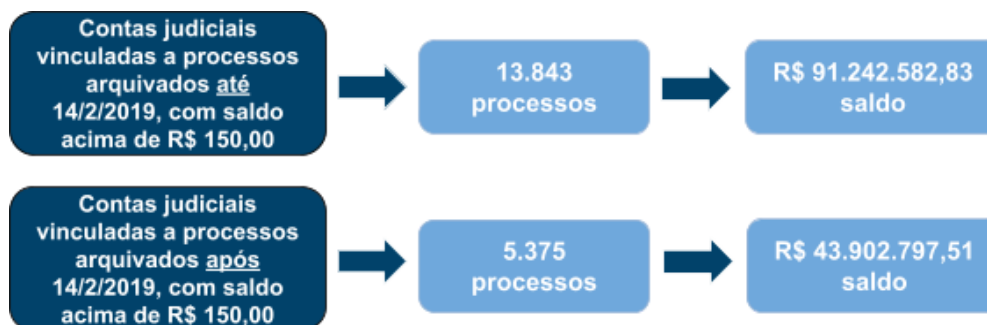 Contas judiciais
vinculadas a processos
arquivados até
14/2/2019, com saldo
acima de R$ 150,00
13.843
processos
R$ 91.242.582,83
saldo
Contas judiciais
vinculadas a processos
arquivados após
14/2/2019, com saldo
acima de R$ 150,00
5.375
processos
R$ 43.902.797,51
saldo